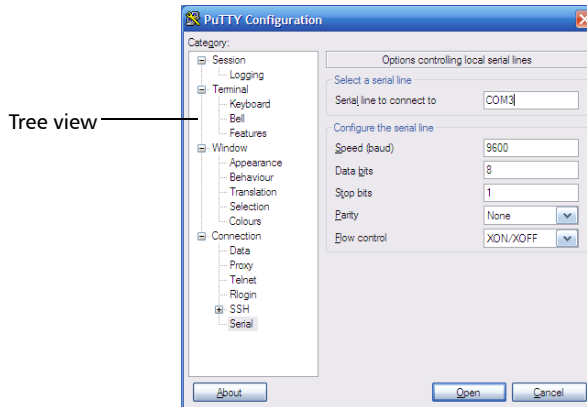 PuTTY Configuration
Category:
Session
Logging
Terminal
Keyboard
Bell
Features
Window
Appearance
Behaviour
Translation
Selection
Colours
Connection
Data
Proxy
Telnet
Rlogin
SSH
Serial
Tree view
Options controlling local serial lines
Select a serial line
Serial line to connect to COM3
Configure the serial line
Speed (baud) 9600
Data bits 8
Stop bits 1
Parity None
Flow control XON/XOFF
About Open Cancel